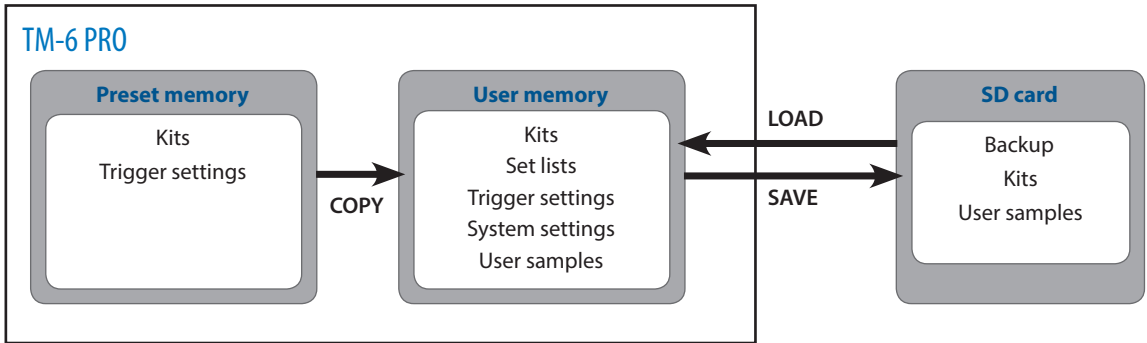 TM-6 PRO
Preset memory
Kits
Trigger settings
COPY
User memory
Kits
Set lists
Trigger settings
System settings
User samples
LOAD
SAVE
SD card
Backup
Kits
User samples